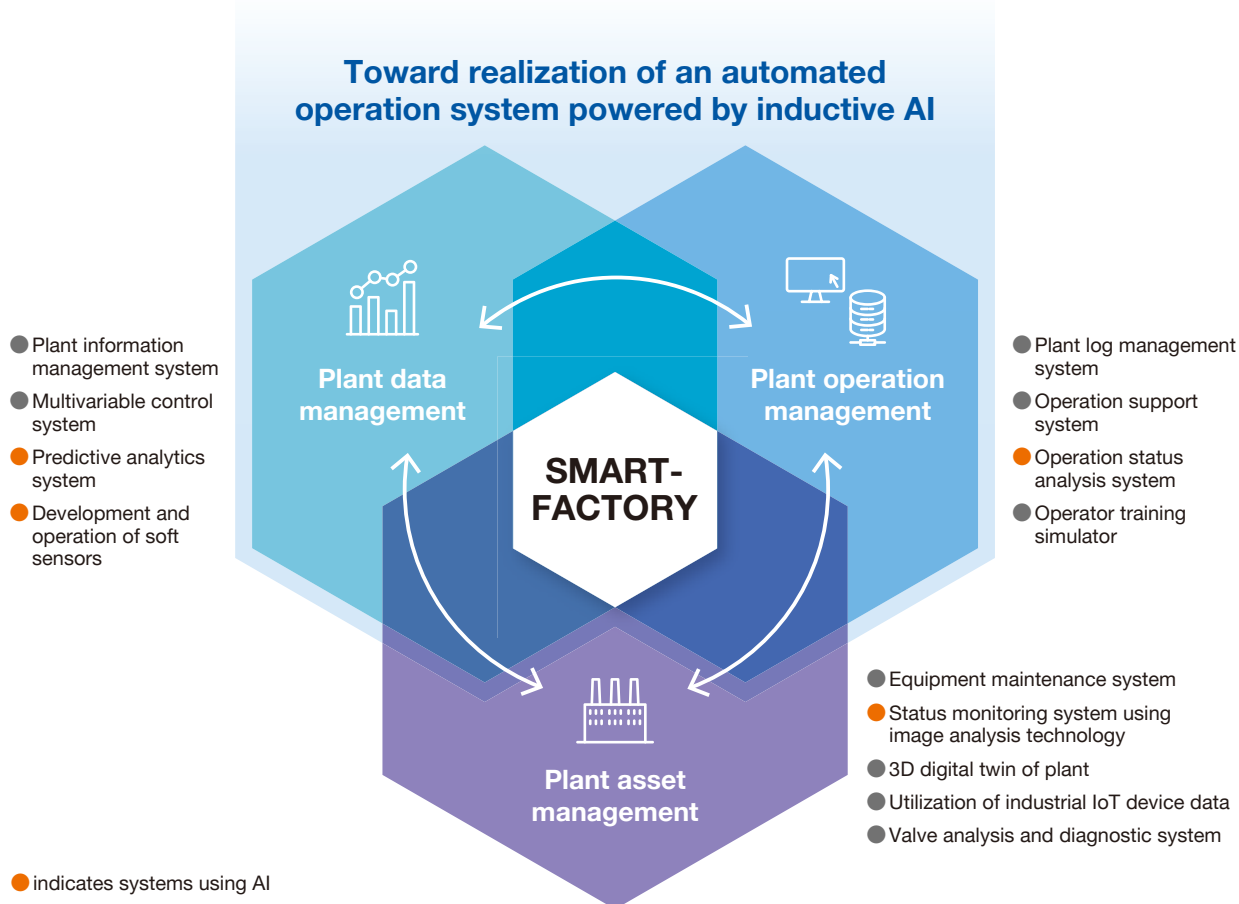 Toward realization of an automated
operation system powered by inductive AI
Plant data
management
Plant operation
management
SMART-
FACTORY
Plant asset
management
Plant information
management system
Multivariable control
system
Predictive analytics
system
Development and
operation of soft
sensors
Plant log management
system
Operation support
system
Operation status
analysis system
Operator training
simulator
Equipment maintenance system
Status monitoring system using
image analysis technology
3D digital twin of plant
Utilization of industrial IoT device data
Valve analysis and diagnostic system
indicates systems using AI